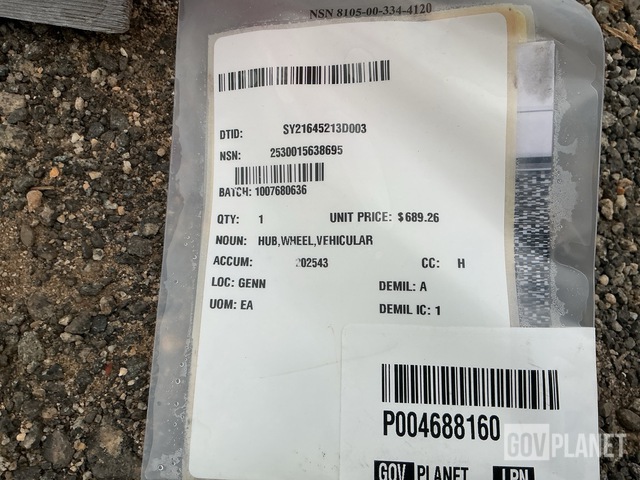 NSN 8105-00-334-4120
DTID: SY21645213D003
NSN: 2530015638695
BATCH: 1007680636
QTY: 1 UNIT PRICE: $689.26
NOUN: HUB,WHEEL,VEHICULAR
ACCUM: 202543 CC: H
LOC: GENN DEMIL: A
UOM: EA DEMIL IC: 1
P004688160
GOVPLANET
GOV PLANET LPN